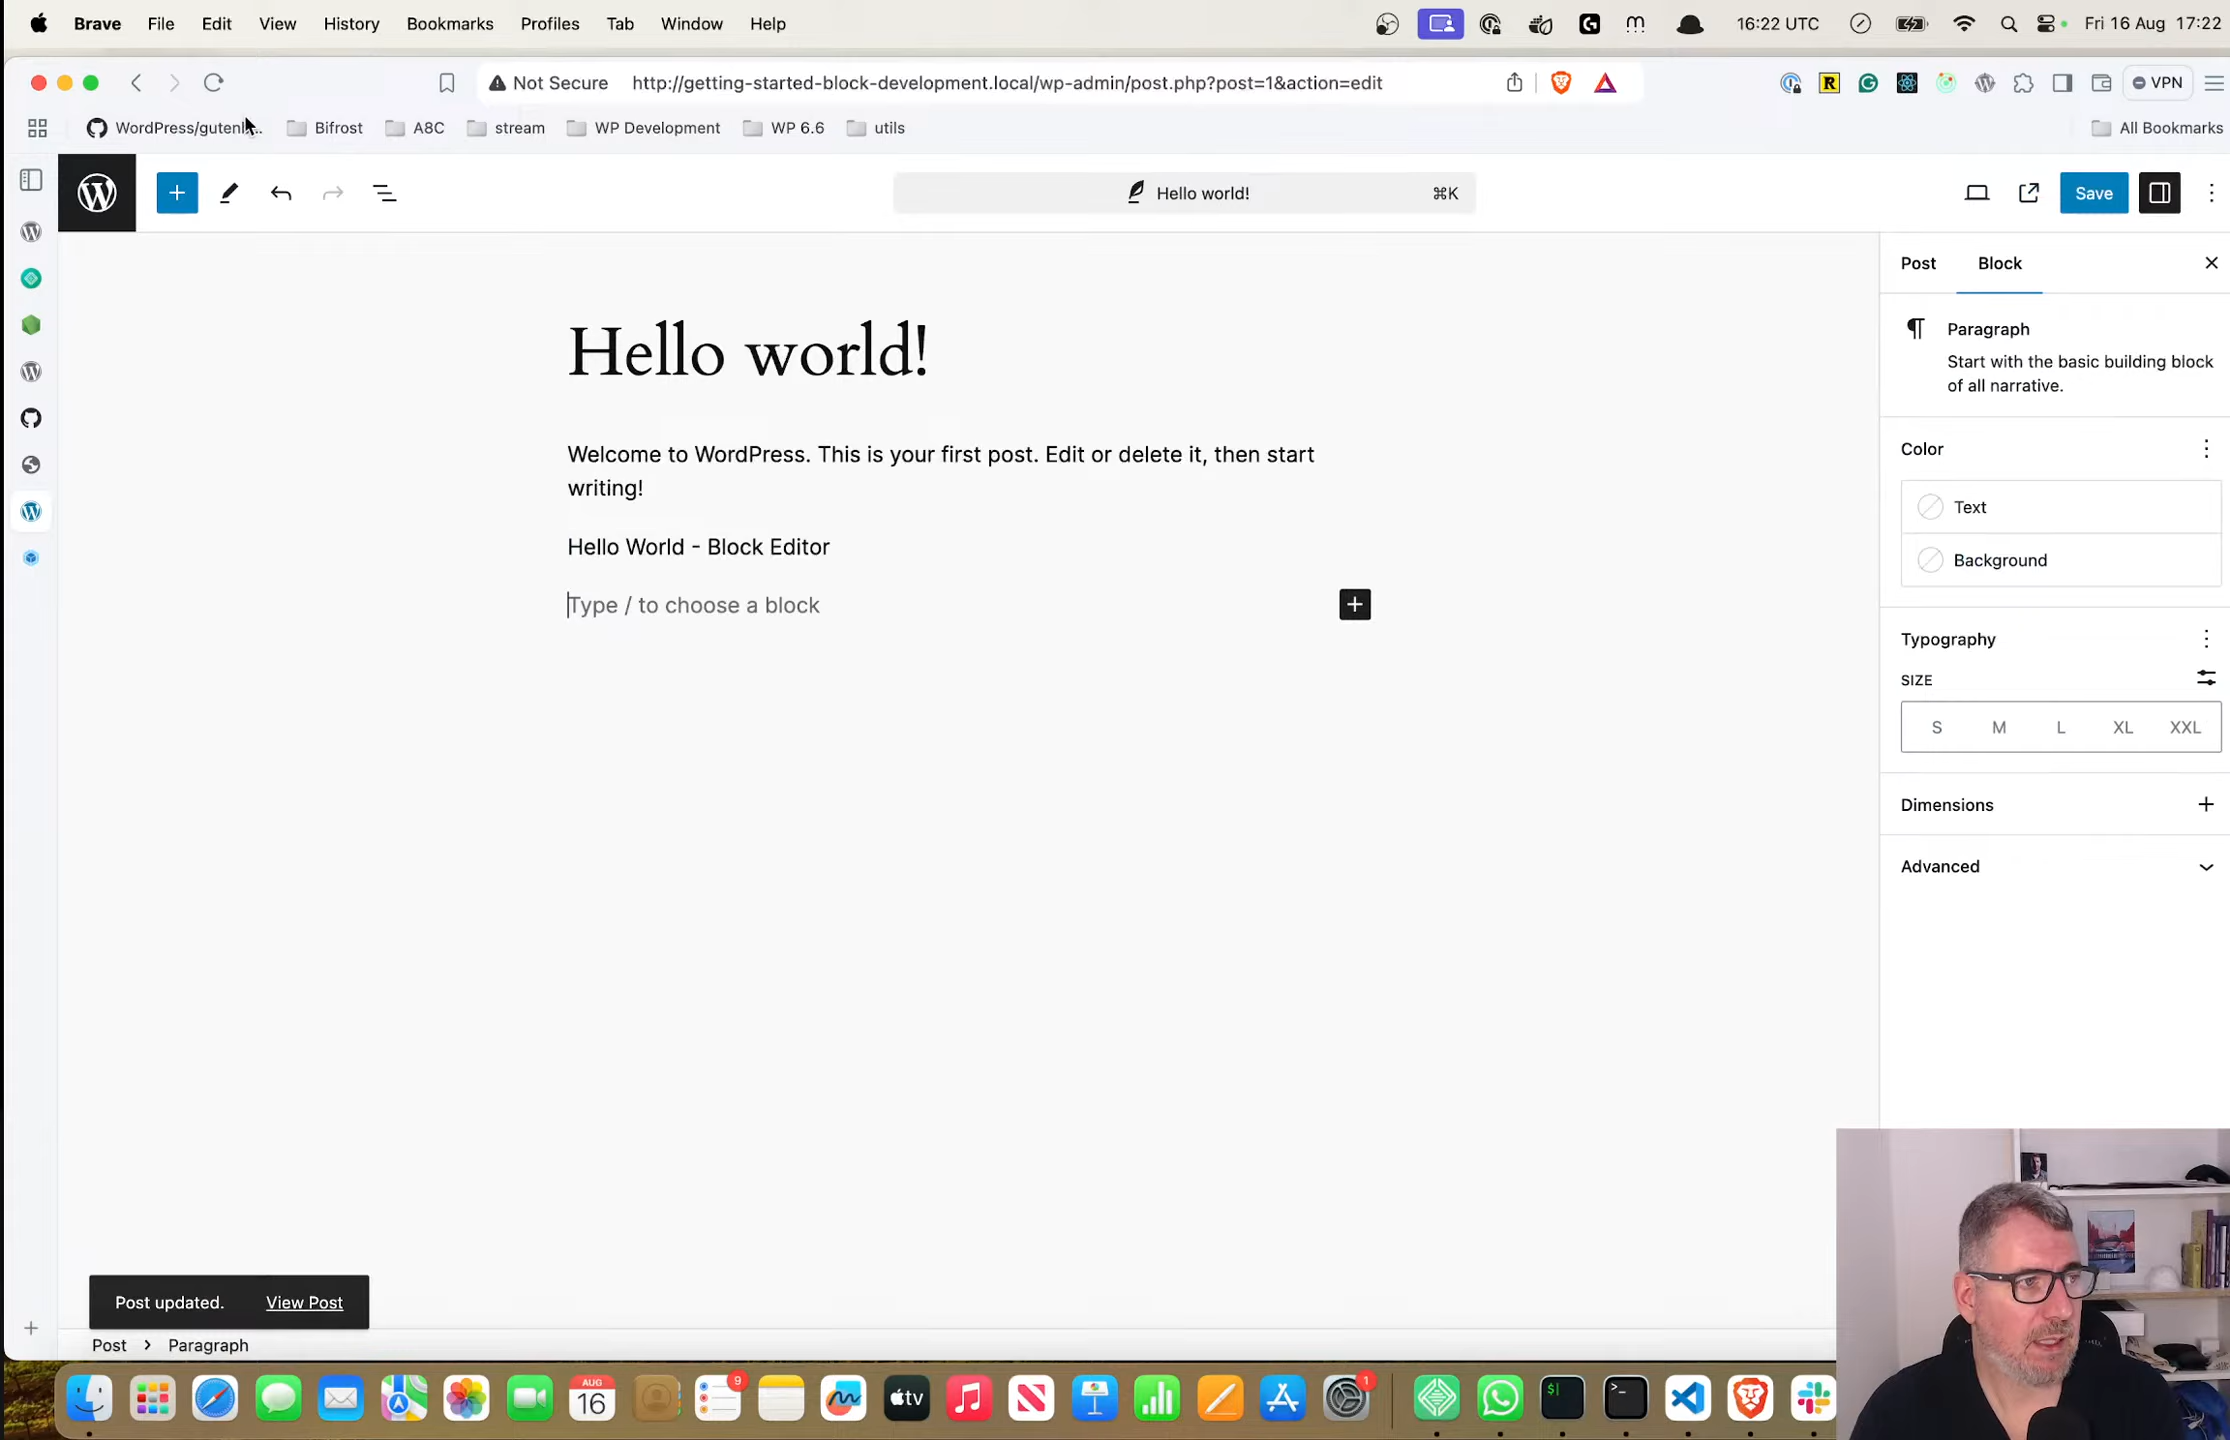 Brave File Edit View History Bookmarks Profiles Tab Window Help 16:22 UTC Fri 16 Aug 17:22
Not Secure http://getting-started-block-development.local/wp-admin/post.php?post=1&action=edit VPN
WordPress/gutenb... Bifrost A8C stream WP Development WP 6.6 utils All Bookmarks
Hello world! ⌘K Save
Post Block
Hello world!
Paragraph
Start with the basic building block
of all narrative.
Welcome to WordPress. This is your first post. Edit or delete it, then start
writing!
Hello World - Block Editor
Type / to choose a block
Color
Text
Background
Typography
SIZE
S M L XL XXL
Dimensions
Advanced
Post updated. View Post
Post > Paragraph
9
AUG
16
tv
1